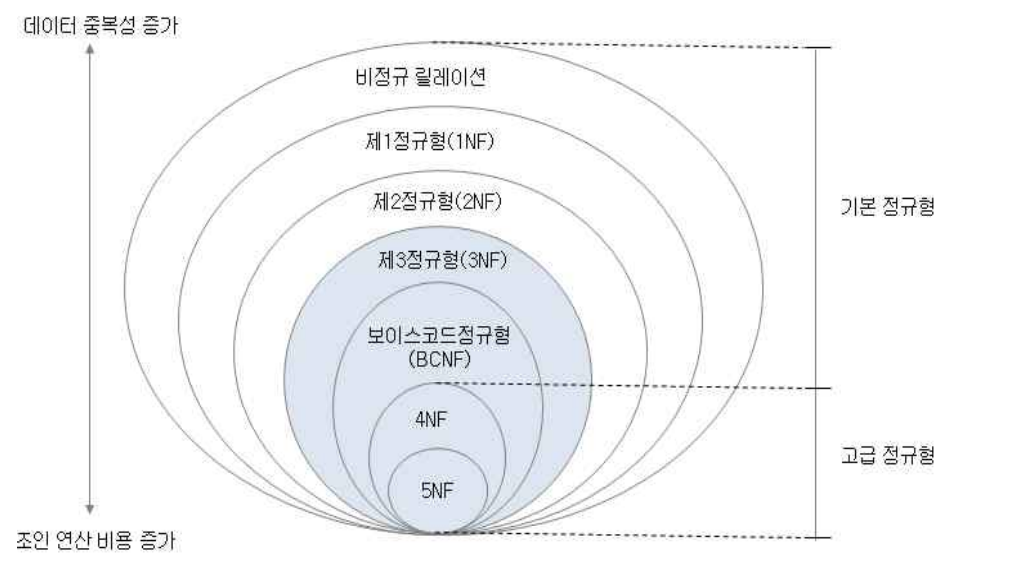 데이터 중복성 증가
비정규 릴레이션
제1정규형(1NF)
제2정규형(2NF)
기본 정규형
제3정규형(3NF)
보이스코드정규형
(BCNF)
4NF
고급 정규형
5NF
조인 연산 비용 증가